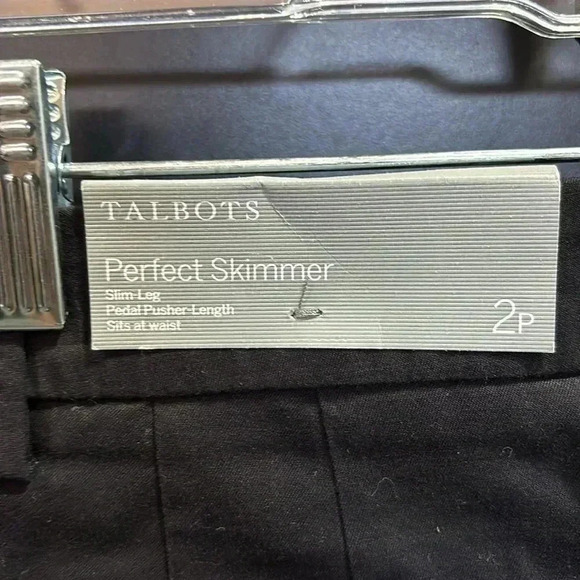 TALBOTS
Perfect Skimmer
Slim-Leg
Pedal Pusher-Length
Sits at waist
2P